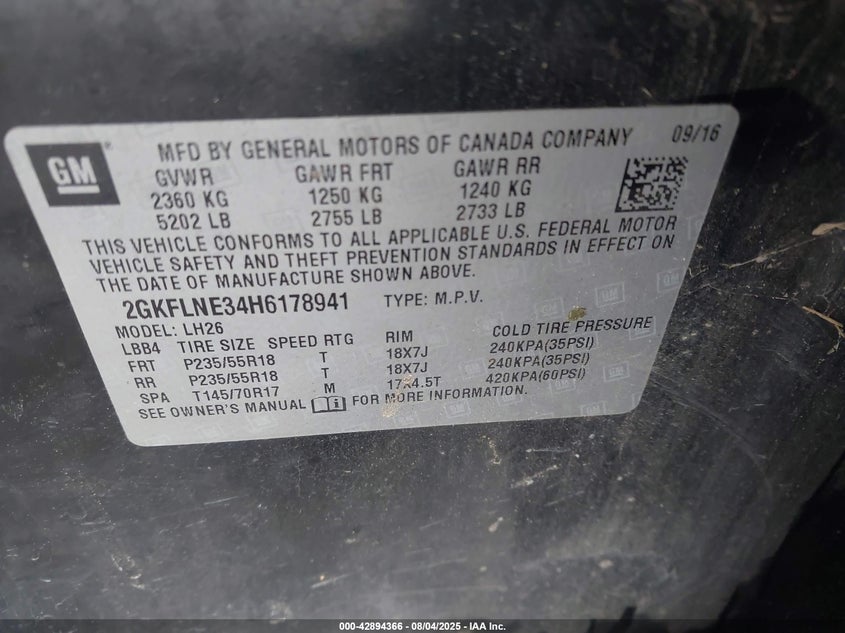 GM
MFD BY GENERAL MOTORS OF CANADA COMPANY 09/16
GVWR GAWR FRT GAWR RR
2360 KG 1250 KG 1240 KG
5202 LB 2755 LB 2733 LB
THIS VEHICLE CONFORMS TO ALL APPLICABLE U.S. FEDERAL MOTOR
VEHICLE SAFETY AND THEFT PREVENTION STANDARDS IN EFFECT ON
THE DATE OF MANUFACTURE SHOWN ABOVE.
2GKFLNE34H6178941 TYPE: M.P.V.
MODEL: LH26
LBB4 TIRE SIZE SPEED RTG RIM COLD TIRE PRESSURE
FRT P235/55R18 T 18X7J 240KPA(35PSI)
RR P235/55R18 T 18X7J 240KPA(35PSI)
SPA T145/70R17 M 17X4.5T 420KPA(60PSI)
SEE OWNER'S MANUAL FOR MORE INFORMATION.
000-42894366 - 08/04/2025 - IAA Inc.